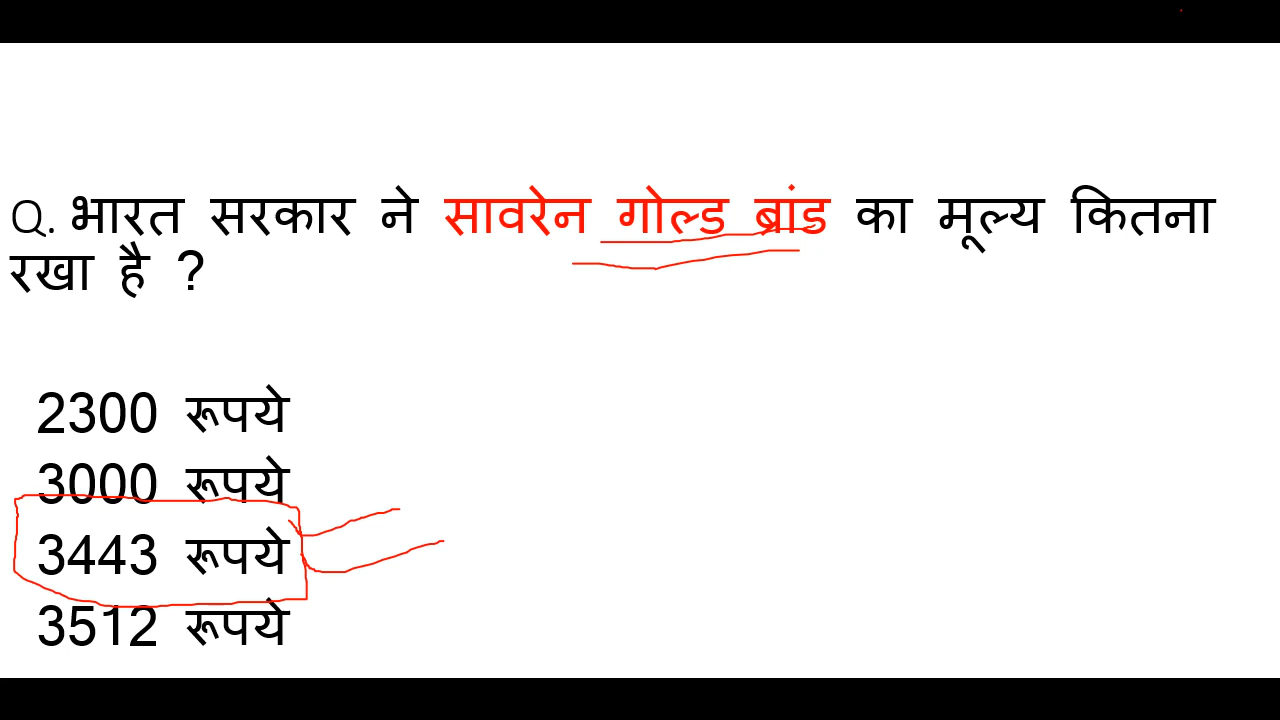 Q. भारत सरकार ने सावरेन गोल्ड ब्रांड का मूल्य कितना
रखा है ?
2300 रूपये
3000 रूपये
3443 रूपये
3512 रूपये